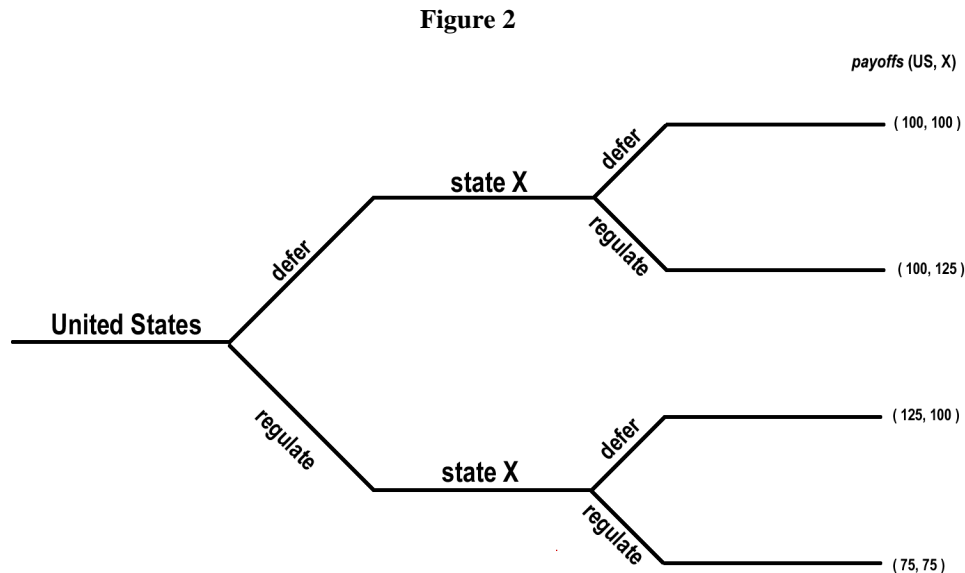 Figure 2
payoffs (US, X)
( 100, 100 )
defer
state X
regulate
( 100, 125 )
defer
United States
regulate
( 125, 100 )
defer
state X
regulate
( 75, 75 )